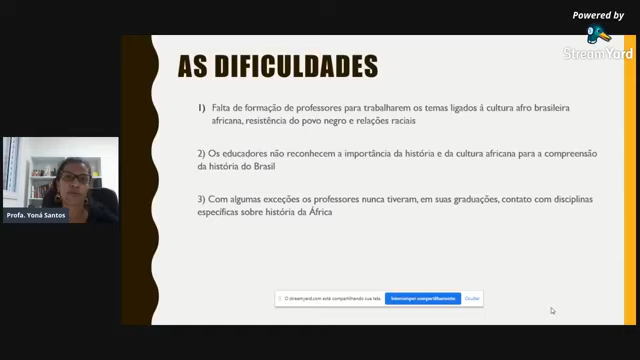 Powered by
StreamYard
AS DIFICULDADES
1) Falta de formação de professores para trabalharem os temas ligados á cultura afro brasileira
africana, resistência do povo negro e relações raciais
2) Os educadores não reconhecem a importância da história e da cultura africana para a compreensão
da história do Brasil
3) Com algumas exceções os professores nunca tiveram, em suas graduações, contato com disciplinas
específicas sobre história da África
Profa. Yoná Santos
O streamyard.com está compartilhando sua tela.
Interromper compartilhamento
Ocultar